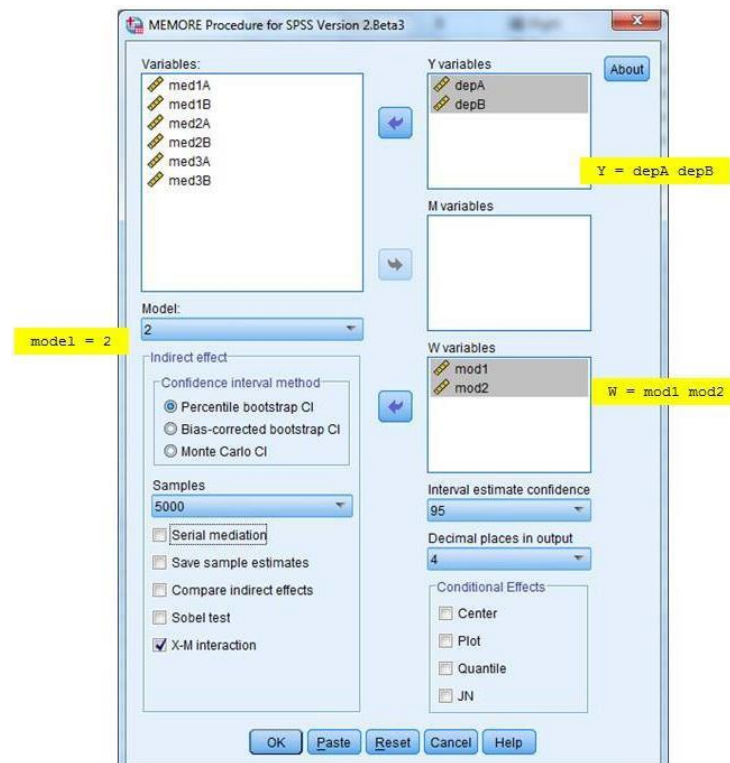 MEMORE Procedure for SPSS Version 2.Beta3
Variables:
med1A
med1B
med2A
med2B
med3A
med3B
Y variables
depA
depB
About
Y = depA depB
M variables
Model:
2
model = 2
Indirect effect
Confidence interval method
Percentile bootstrap CI
Bias-corrected bootstrap CI
Monte Carlo CI
W variables
mod1
mod2
W = mod1 mod2
Samples
5000
Serial mediation
Save sample estimates
Compare indirect effects
Sobel test
X-M interaction
Interval estimate confidence
95
Decimal places in output
4
Conditional Effects
Center
Plot
Quantile
JN
OK
Paste
Reset
Cancel
Help